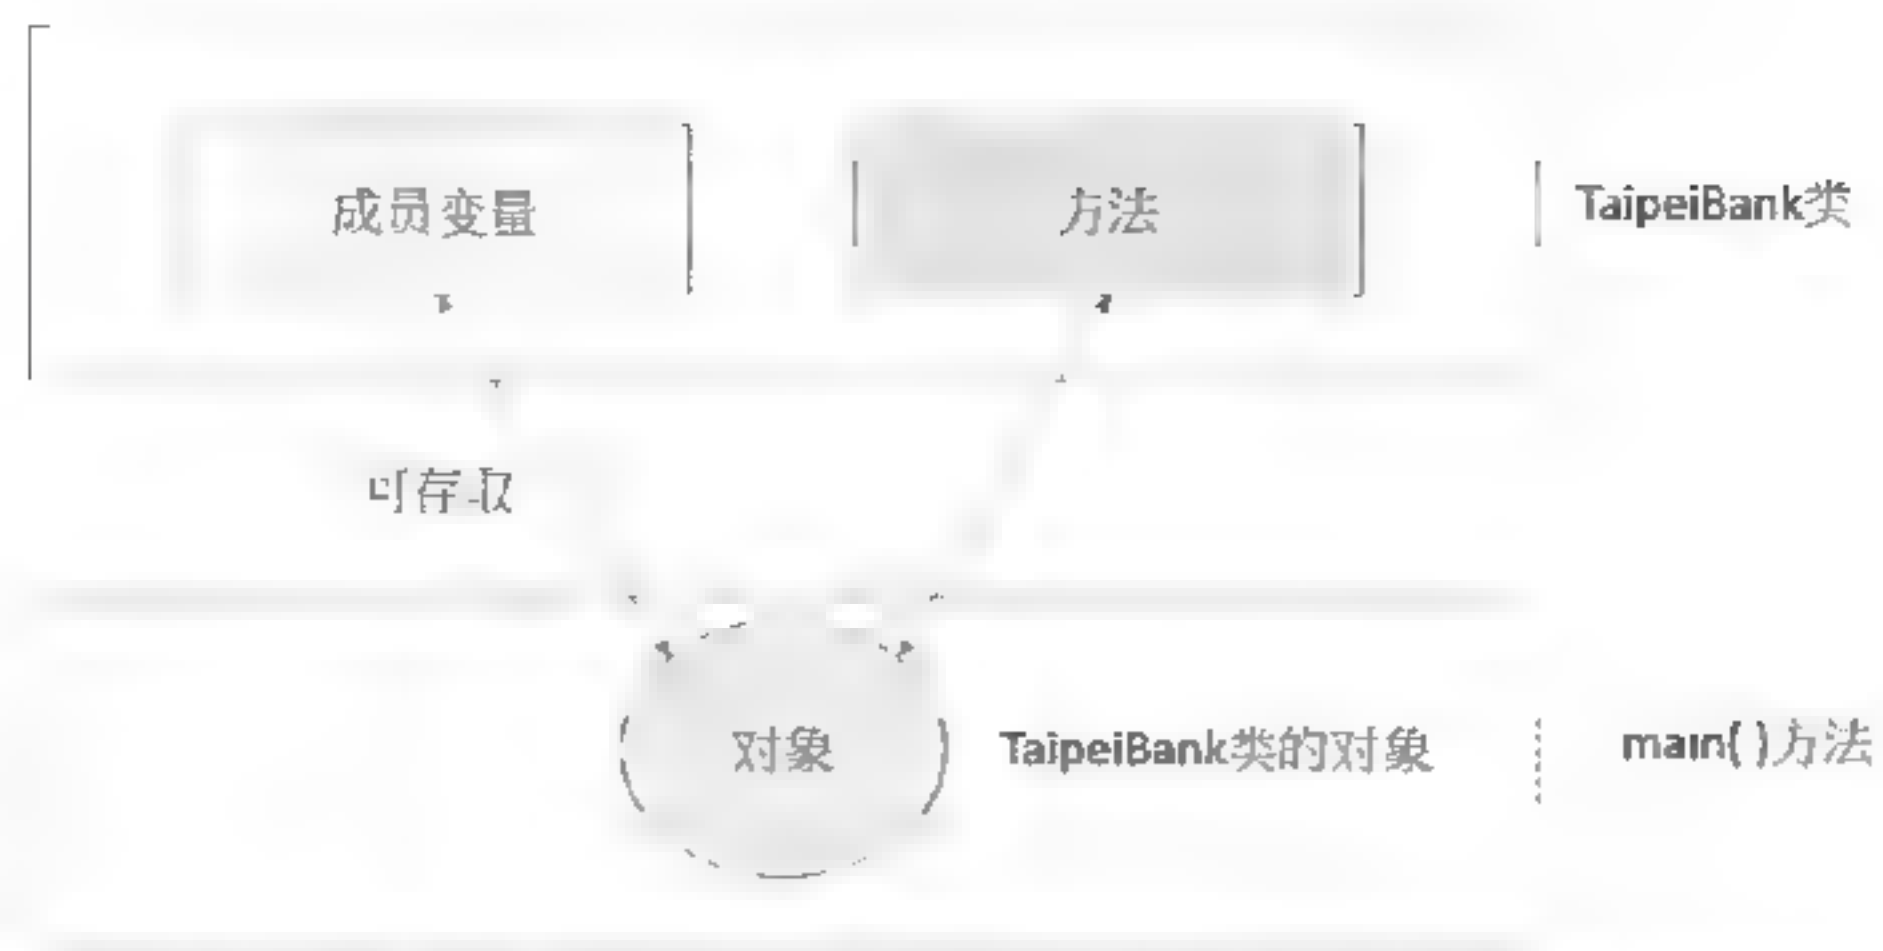 成员变量
方法
TaipeiBank类
可存取
对象
TaipeiBank类的对象
main( )方法